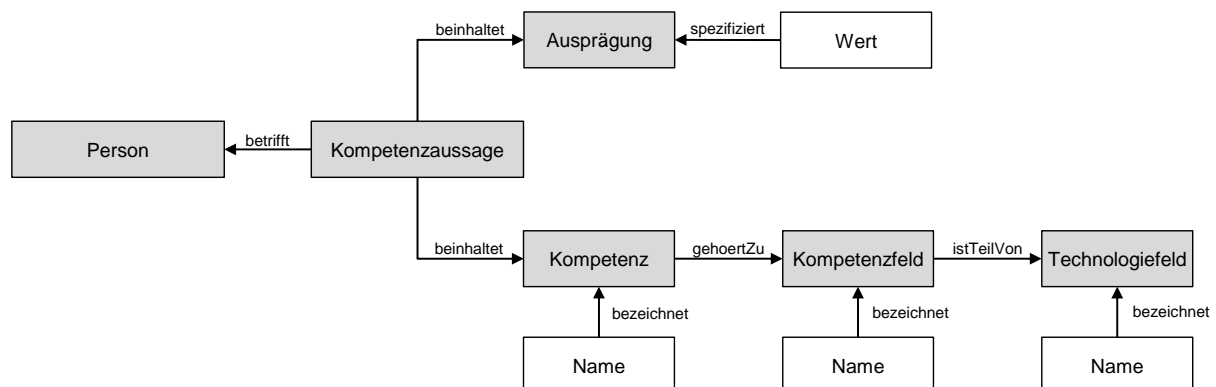 beinhaltet
Ausprägung
spezifiziert
Wert
Person
betrifft
Kompetenzaussage
beinhaltet
Kompetenz
gehoertZu
Kompetenzfeld
istTeilVon
Technologiefeld
bezeichnet
bezeichnet
bezeichnet
Name
Name
Name